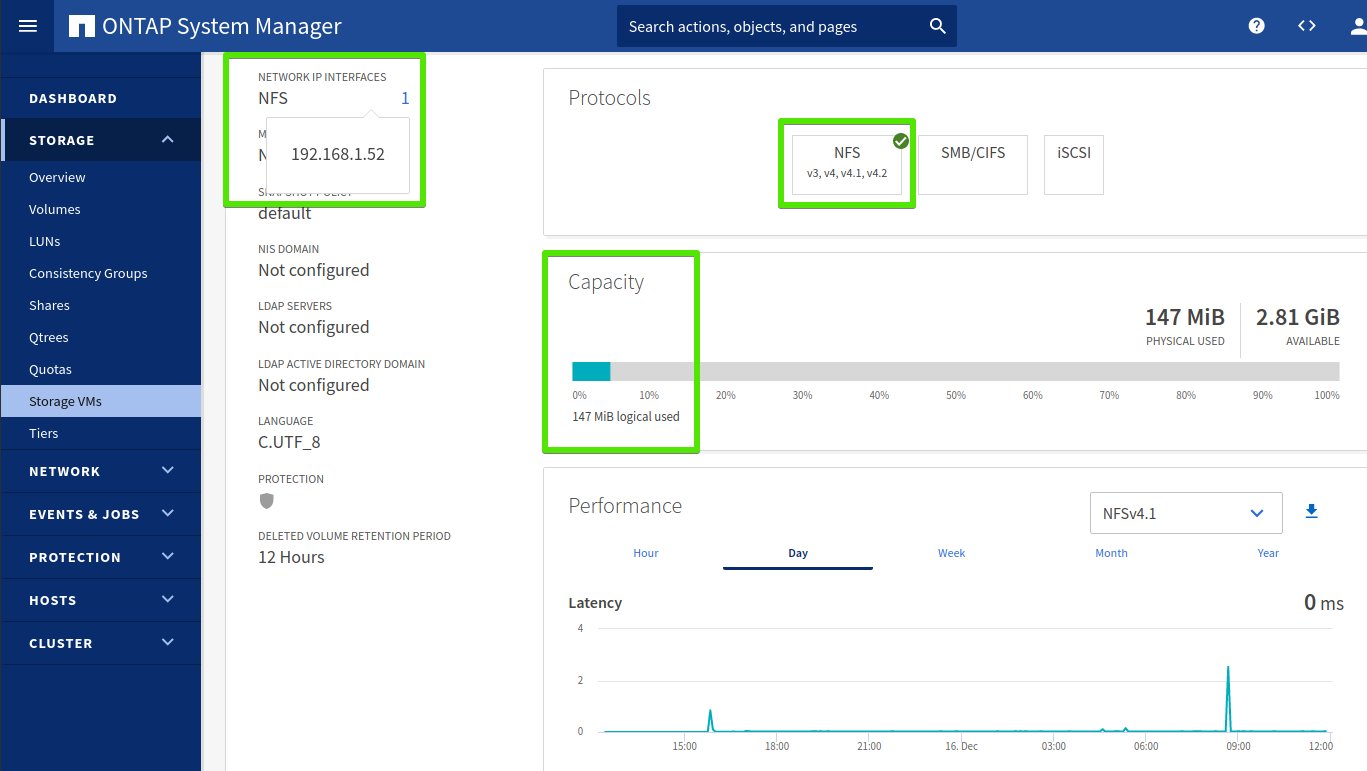 ONTAP System Manager
Search actions, objects, and pages
DASHBOARD
STORAGE
Overview
Volumes
LUNs
Consistency Groups
Shares
Qtrees
Quotas
Storage VMs
Tiers
NETWORK
EVENTS & JOBS
PROTECTION
HOSTS
CLUSTER
NETWORK IP INTERFACES
NFS 1
192.168.1.52
default
NIS DOMAIN
Not configured
LDAP SERVERS
Not configured
LDAP ACTIVE DIRECTORY DOMAIN
Not configured
LANGUAGE
C.UTF_8
PROTECTION
DELETED VOLUME RETENTION PERIOD
12 Hours
Protocols
NFS
v3, v4, v4.1, v4.2
SMB/CIFS
iSCSI
Capacity
147 MiB
PHYSICAL USED
2.81 GiB
AVAILABLE
0% 10% 20% 30% 40% 50% 60% 70% 80% 90% 100%
147 MiB logical used
Performance
NFSv4.1
Hour Day Week Month Year
Latency
0 ms
4
2
0
15:00 18:00 21:00 16. Dec 03:00 06:00 09:00 12:00